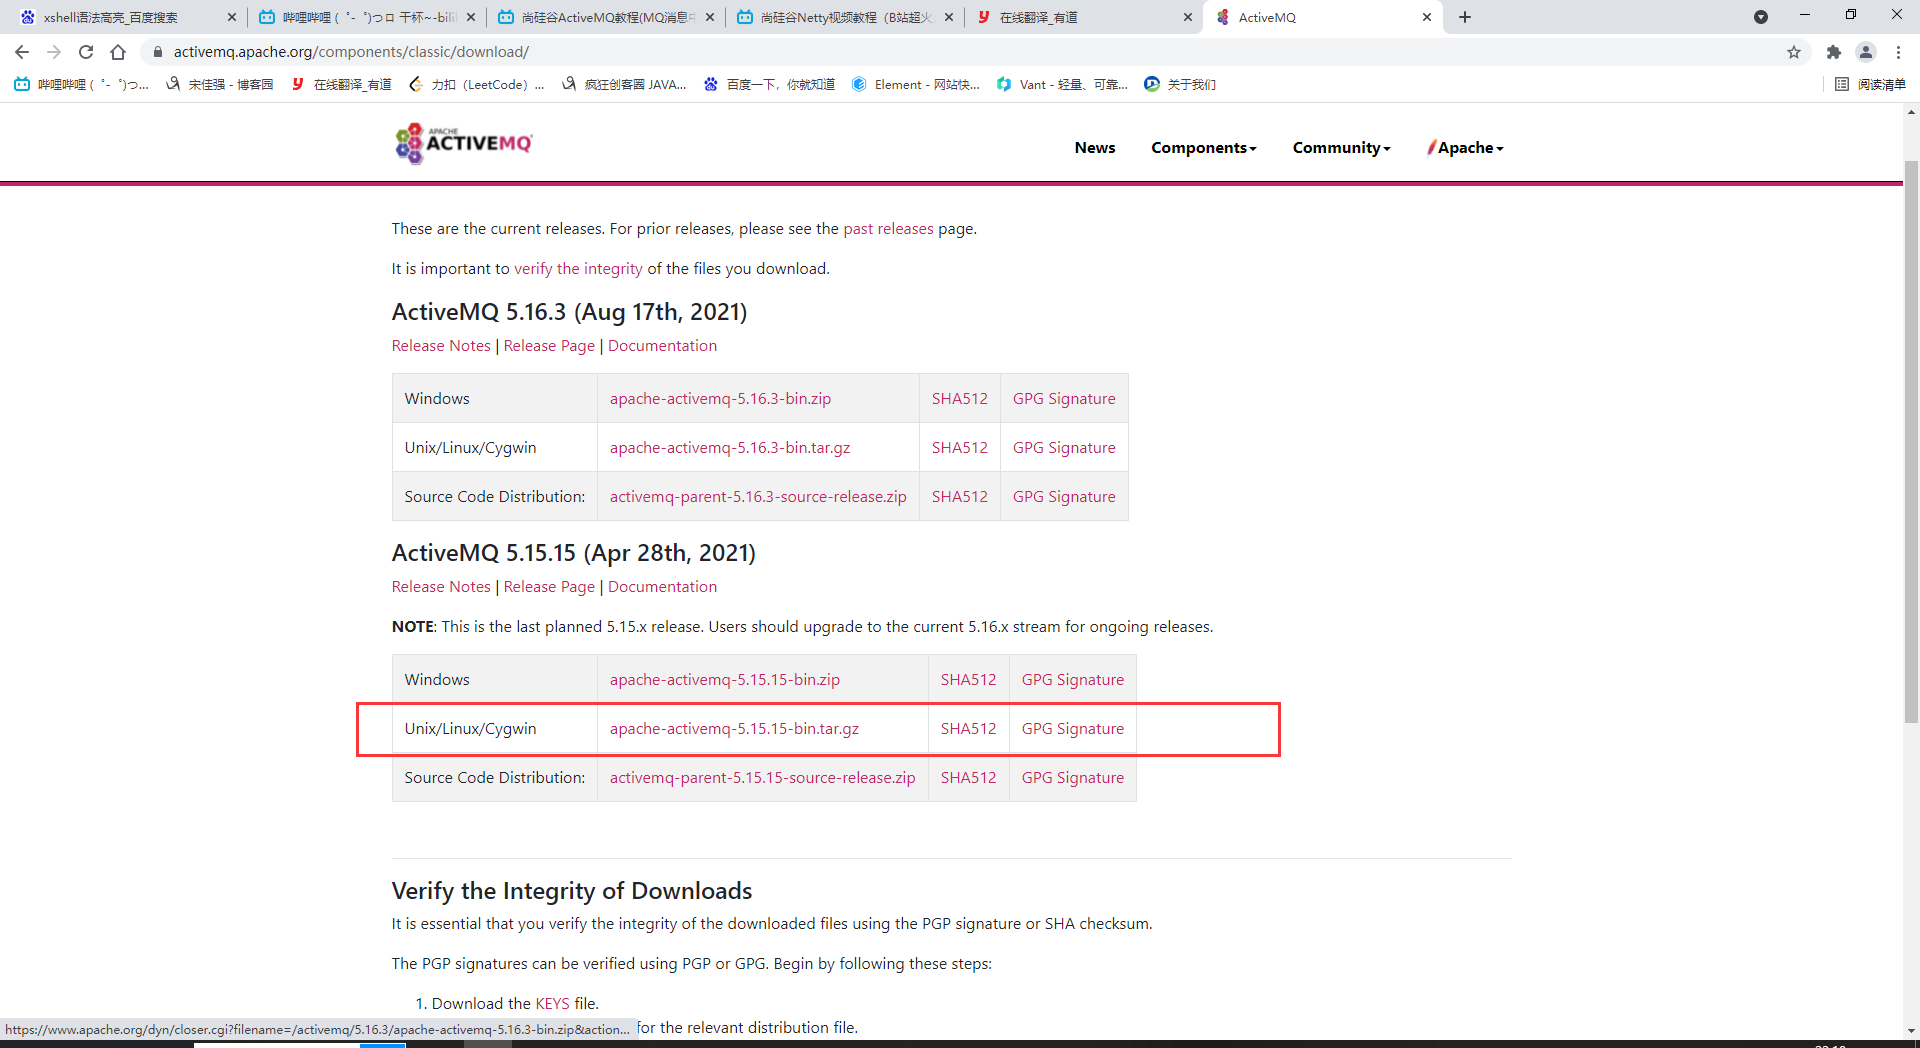 xshell语法高亮_百度搜索
哔哩哔哩 ( ゜- ゜)つロ 干杯~-bili
尚硅谷ActiveMQ教程(MQ消息中
尚硅谷Netty视频教程（B站超火
在线翻译_有道
ActiveMQ
activemq.apache.org/components/classic/download/
哔哩哔哩 ( ゜- ゜)つ...
宋佳强 - 博客园
在线翻译_有道
力扣（LeetCode）...
疯狂创客圈 JAVA...
百度一下，你就知道
Element - 网站快...
Vant - 轻量、可靠...
关于我们
阅读清单
APACHE
ACTIVEMQ
News Components Community Apache
These are the current releases. For prior releases, please see the past releases page.
It is important to verify the integrity of the files you download.
ActiveMQ 5.16.3 (Aug 17th, 2021)
Release Notes | Release Page | Documentation
Windows apache-activemq-5.16.3-bin.zip SHA512 GPG Signature
Unix/Linux/Cygwin apache-activemq-5.16.3-bin.tar.gz SHA512 GPG Signature
Source Code Distribution: activemq-parent-5.16.3-source-release.zip SHA512 GPG Signature
ActiveMQ 5.15.15 (Apr 28th, 2021)
Release Notes | Release Page | Documentation
NOTE: This is the last planned 5.15.x release. Users should upgrade to the current 5.16.x stream for ongoing releases.
Windows apache-activemq-5.15.15-bin.zip SHA512 GPG Signature
Unix/Linux/Cygwin apache-activemq-5.15.15-bin.tar.gz SHA512 GPG Signature
Source Code Distribution: activemq-parent-5.15.15-source-release.zip SHA512 GPG Signature
Verify the Integrity of Downloads
It is essential that you verify the integrity of the downloaded files using the PGP signature or SHA checksum.
The PGP signatures can be verified using PGP or GPG. Begin by following these steps:
1. Download the KEYS file.
for the relevant distribution file.
https://www.apache.org/dyn/closer.cgi?filename=/activemq/5.16.3/apache-activemq-5.16.3-bin.zip&action...